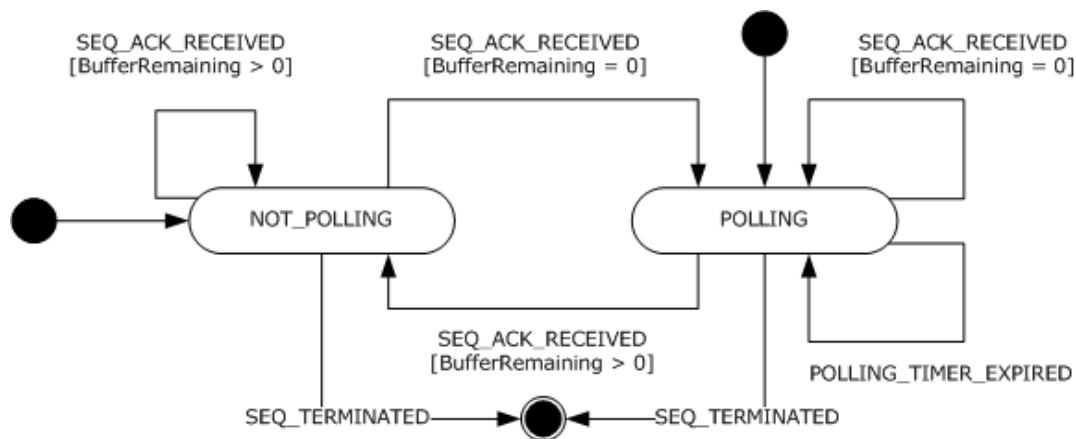 SEQ_ACK_RECEIVED
[BufferRemaining > 0]
SEQ_ACK_RECEIVED
[BufferRemaining = 0]
SEQ_ACK_RECEIVED
[BufferRemaining = 0]
NOT_POLLING
POLLING
SEQ_ACK_RECEIVED
[BufferRemaining > 0]
POLLING_TIMER_EXPIRED
SEQ_TERMINATED
SEQ_TERMINATED